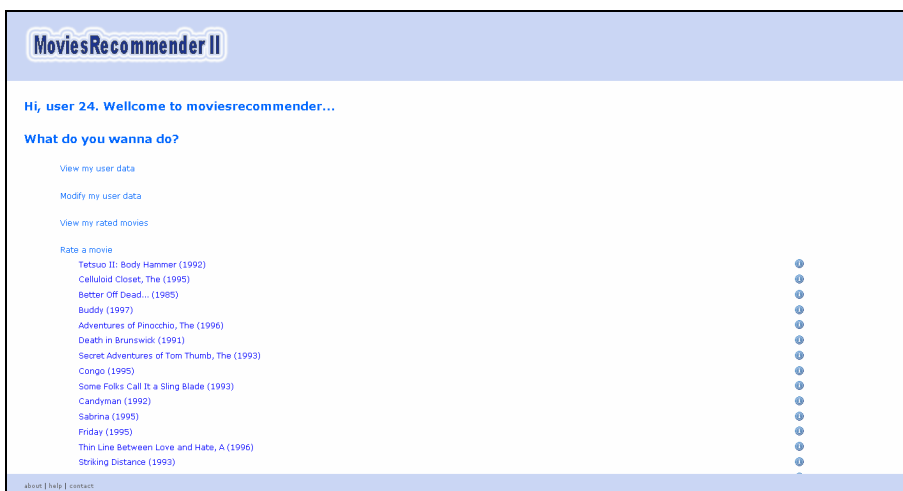 MoviesRecommender II
Hi, user 24. Wellcome to moviesrecommender...
What do you wanna do?
View my user data
Modify my user data
View my rated movies
Rate a movie
Tetsuo II: Body Hammer (1992)
Celluloid Closet, The (1995)
Better Off Dead... (1985)
Buddy (1997)
Adventures of Pinocchio, The (1996)
Death in Brunswick (1991)
Secret Adventures of Tom Thumb, The (1993)
Congo (1995)
Some Folks Call It a Sling Blade (1993)
Candyman (1992)
Sabrina (1995)
Friday (1995)
Thin Line Between Love and Hate, A (1996)
Striking Distance (1993)
about | help | contact